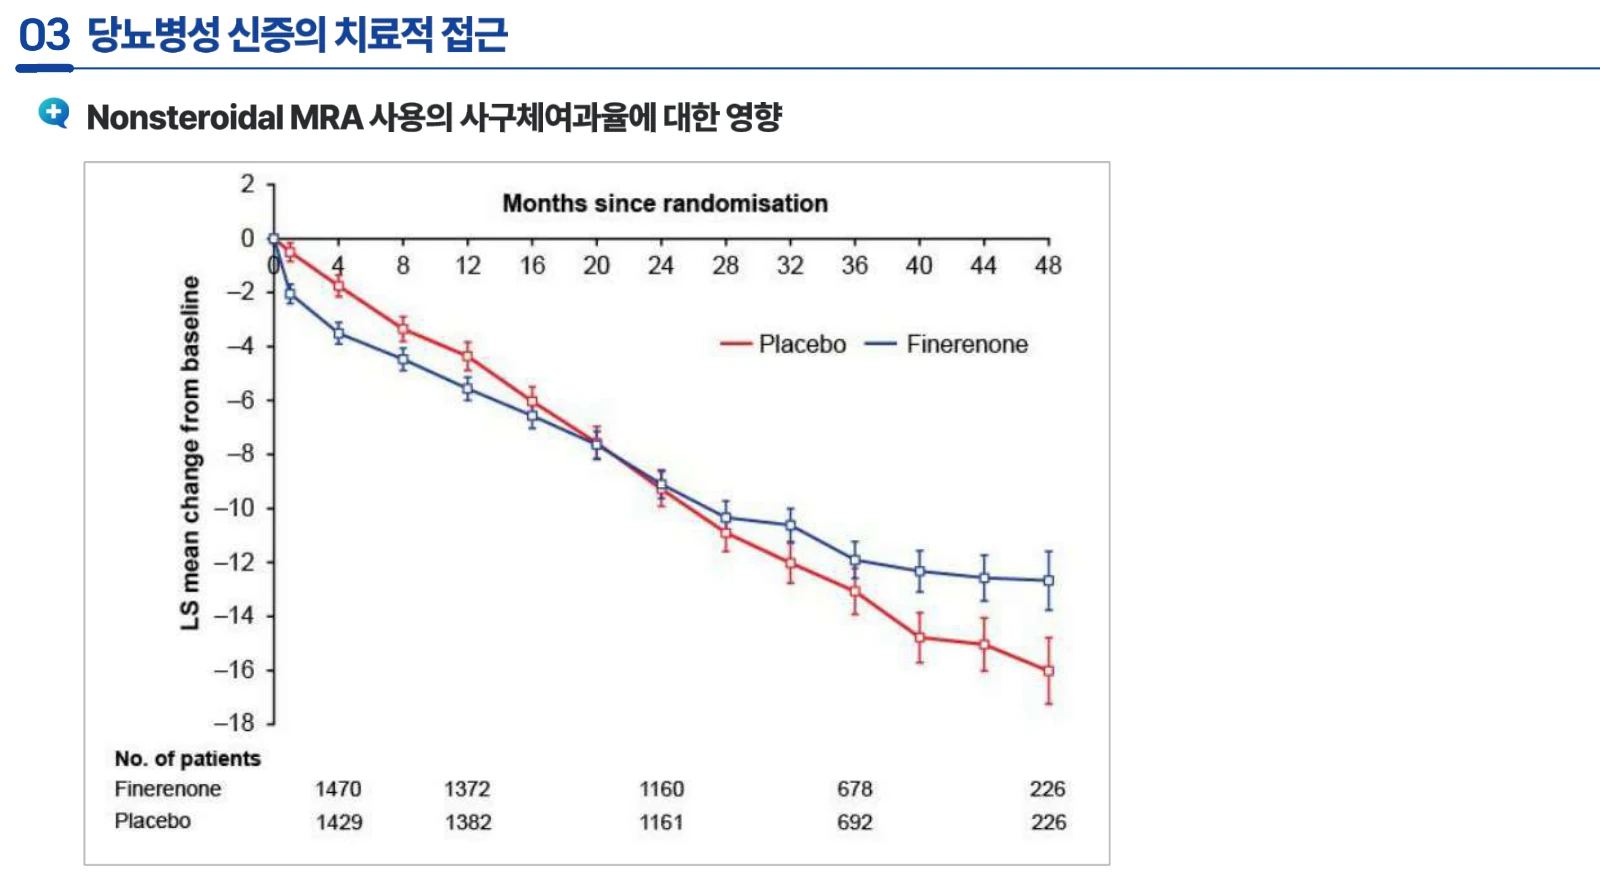 03 당뇨병성 신증의 치료적 접근
Nonsteroidal MRA 사용의 사구체여과율에 대한 영향
Months since randomisation
2
0
–2
–4
–6
–8
–10
–12
–14
–16
–18
LS mean change from baseline
0 4 8 12 16 20 24 28 32 36 40 44 48
Placebo Finerenone
No. of patients
Finerenone 1470 1372 1160 678 226
Placebo 1429 1382 1161 692 226